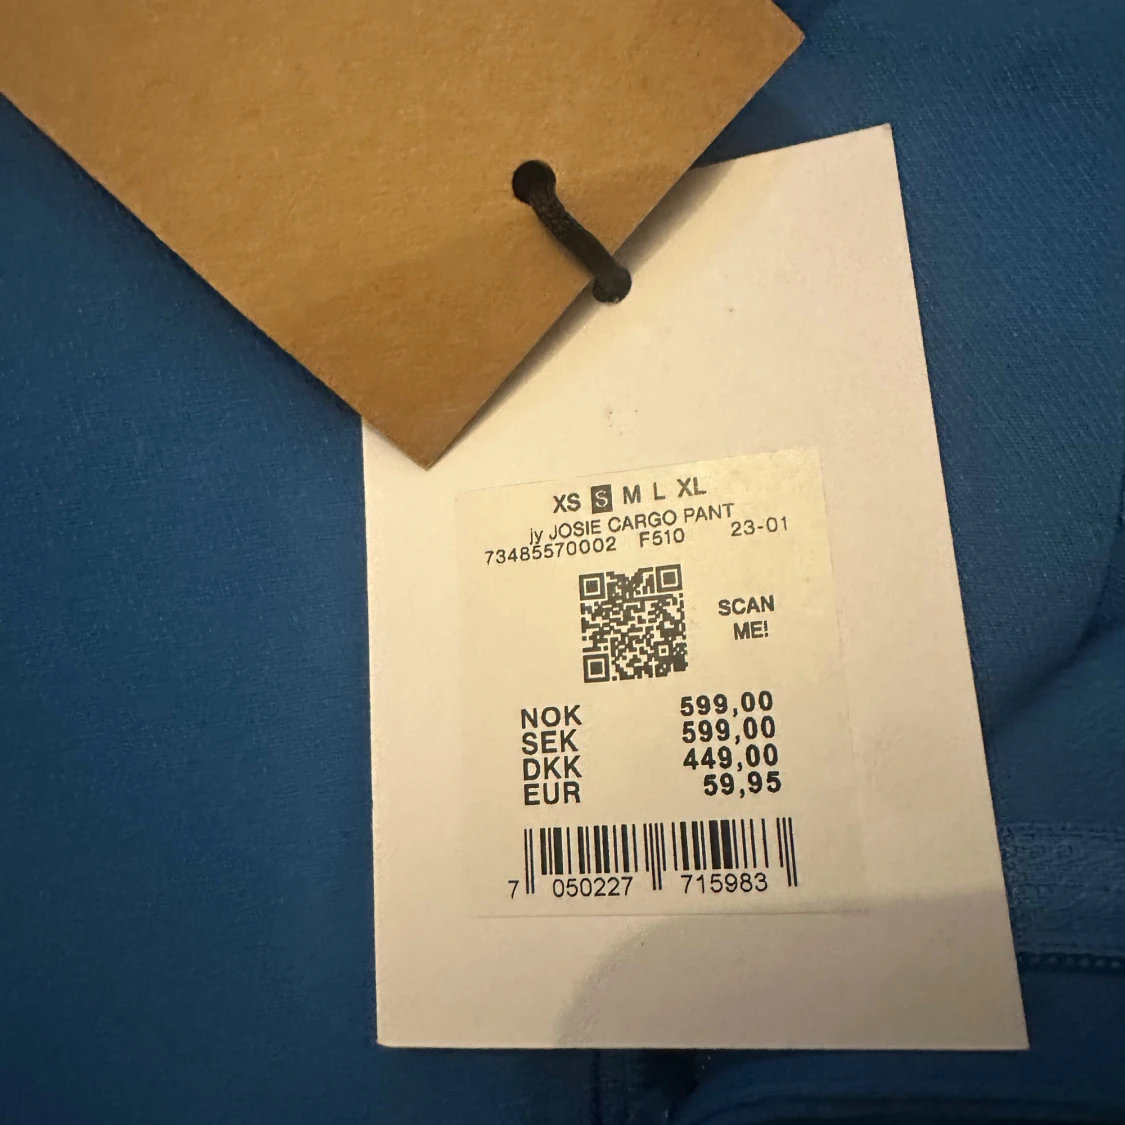 XS S M L XL
jy JOSIE CARGO PANT
73485570002 F510 23-01
SCAN
ME!
NOK 599,00
SEK 599,00
DKK 449,00
EUR 59,95
7 050227 715983